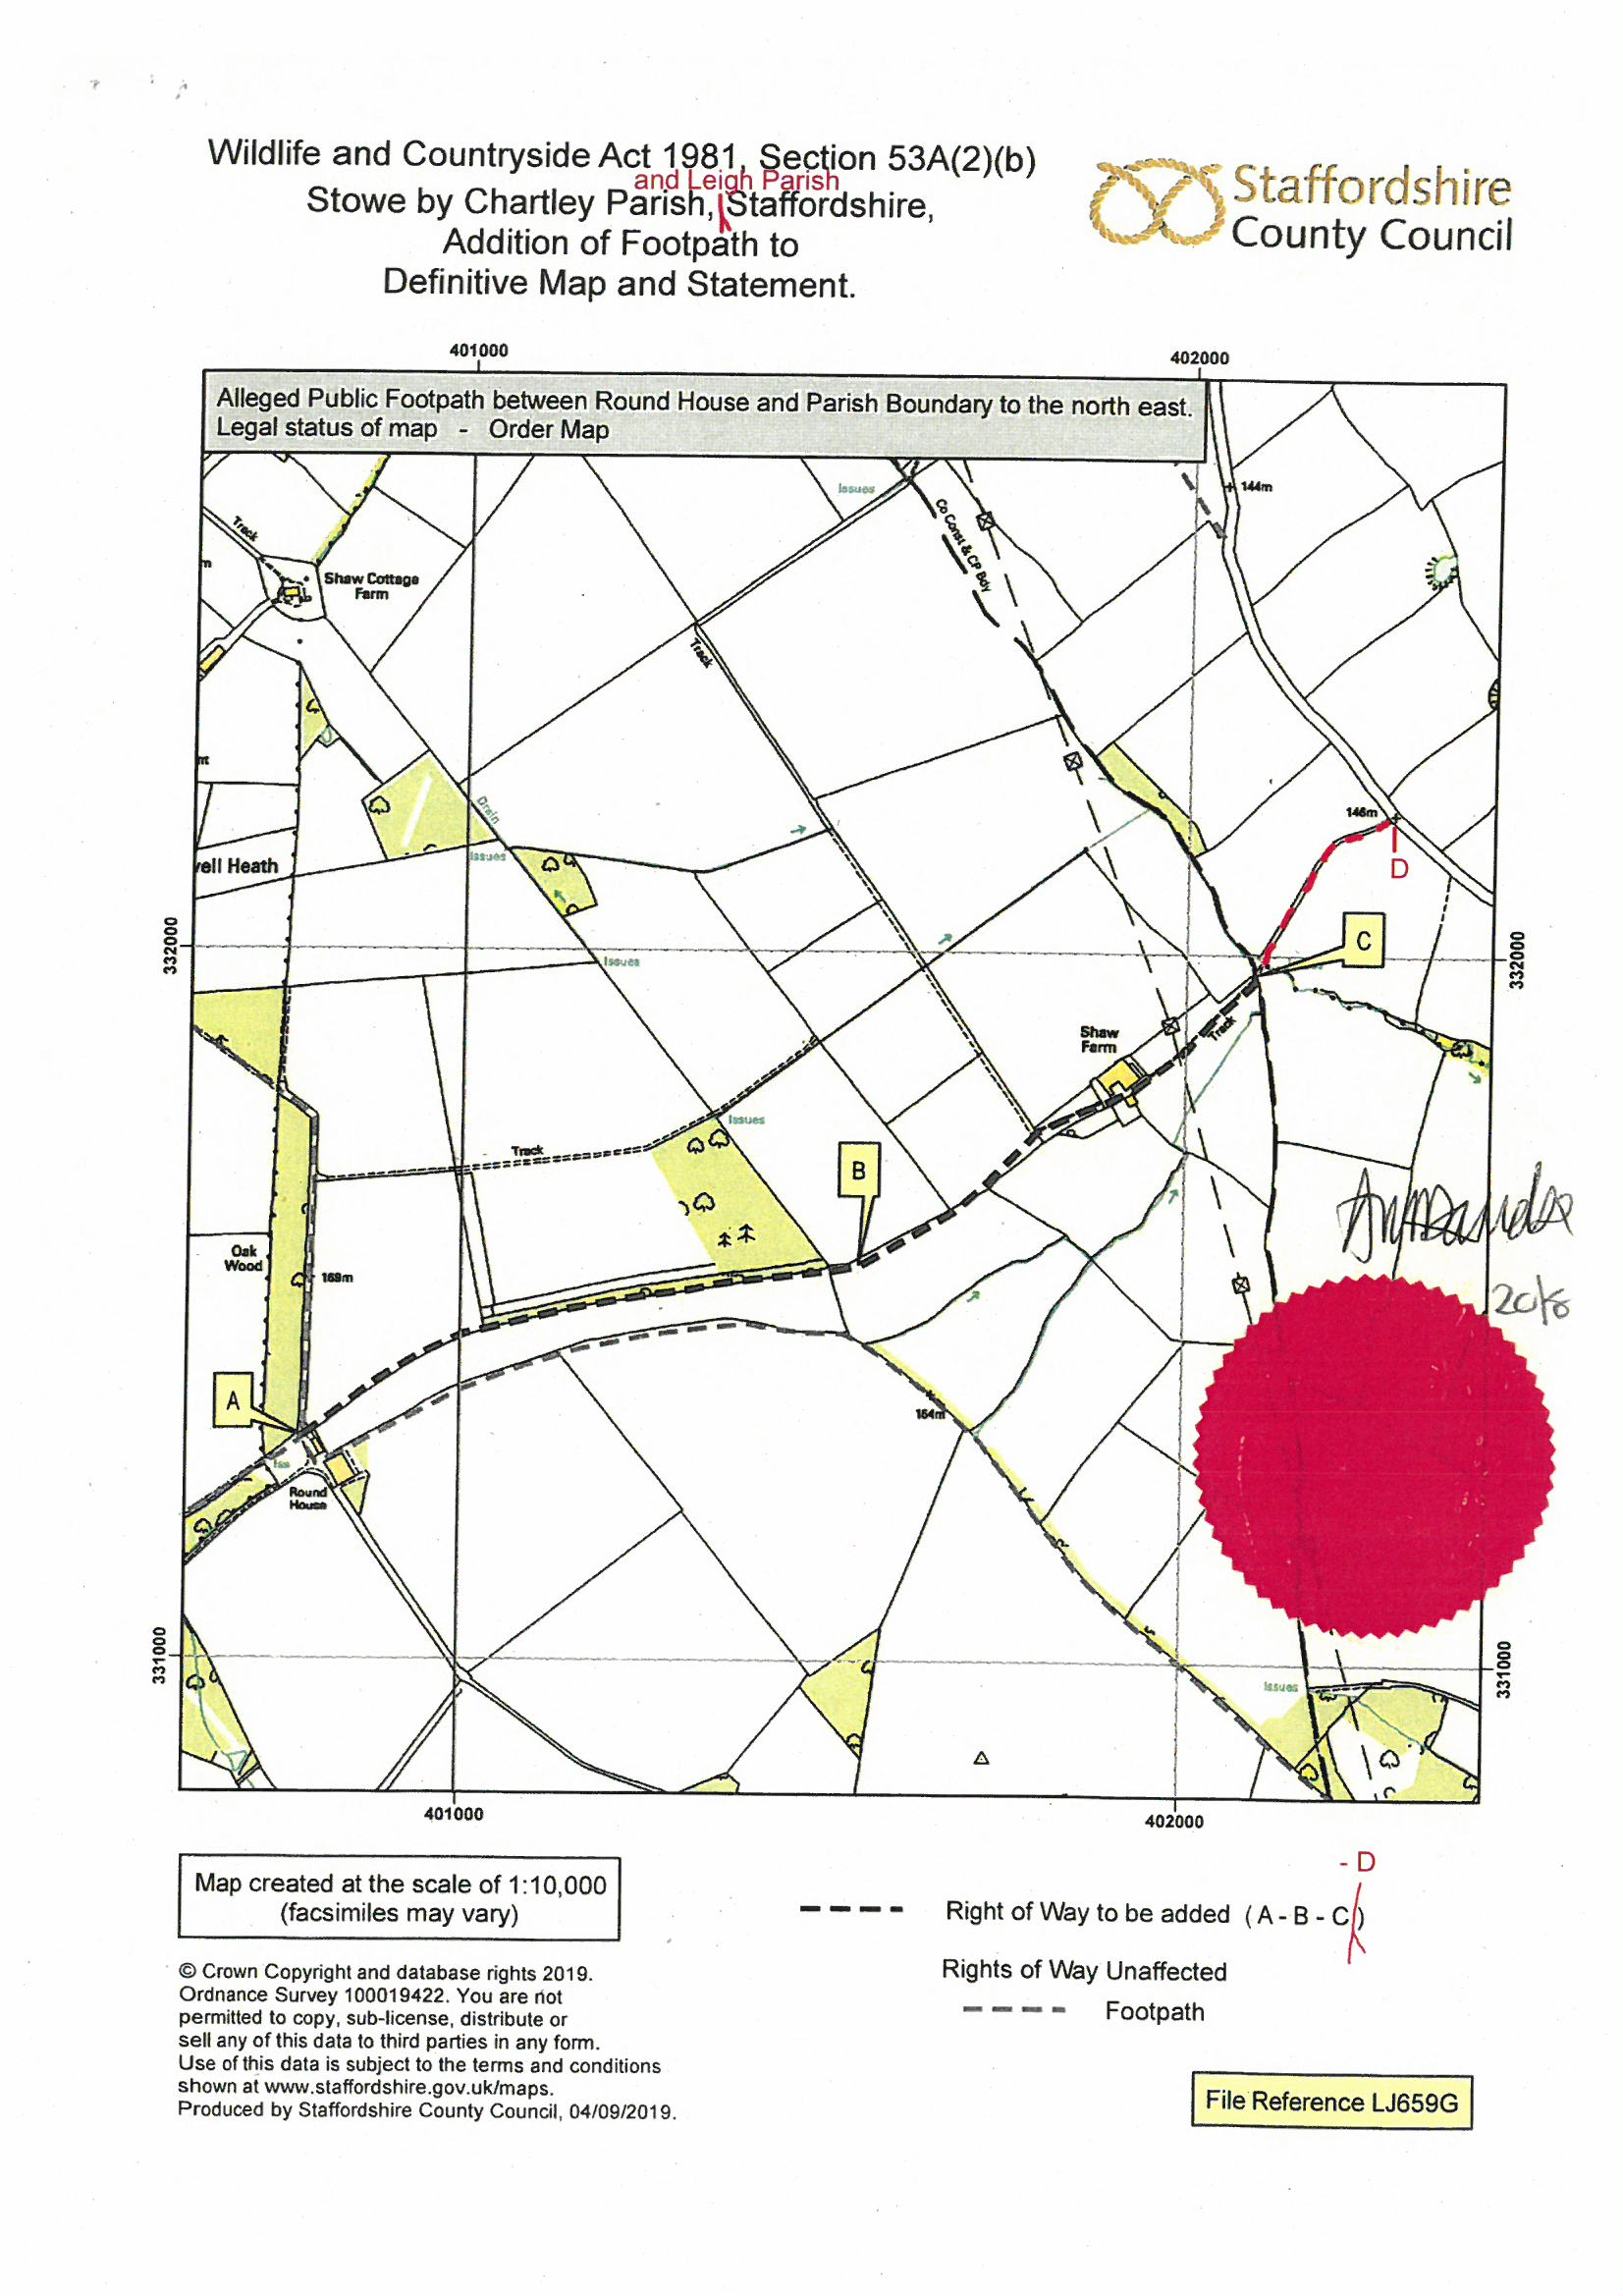 Wildlife and Countryside Act 1981, Section 53A(2)(b)
and Leigh Parish
Stowe by Chartley Parish, Staffordshire,
Addition of Footpath to
Definitive Map and Statement.
Staffordshire
County Council
401000
402000
Alleged Public Footpath between Round House and Parish Boundary to the north east.
Legal status of map - Order Map
Issues
144m
Co Const & CP Bdy
Track
Shaw Cottage
Farm
Track
146m
D
Drain
Issues
ell Heath
332000
Issues
C
332000
Shaw
Farm
Track
Issues
Track
B
Oak
Wood
169m
A
164m
Iss
Round
House
331000
331000
Issues
401000
402000
Map created at the scale of 1:10,000
(facsimiles may vary)
- D
Right of Way to be added (A - B - C)
Rights of Way Unaffected
Footpath
© Crown Copyright and database rights 2019.
Ordnance Survey 100019422. You are not
permitted to copy, sub-license, distribute or
sell any of this data to third parties in any form.
Use of this data is subject to the terms and conditions
shown at www.staffordshire.gov.uk/maps.
Produced by Staffordshire County Council, 04/09/2019.
File Reference LJ659G